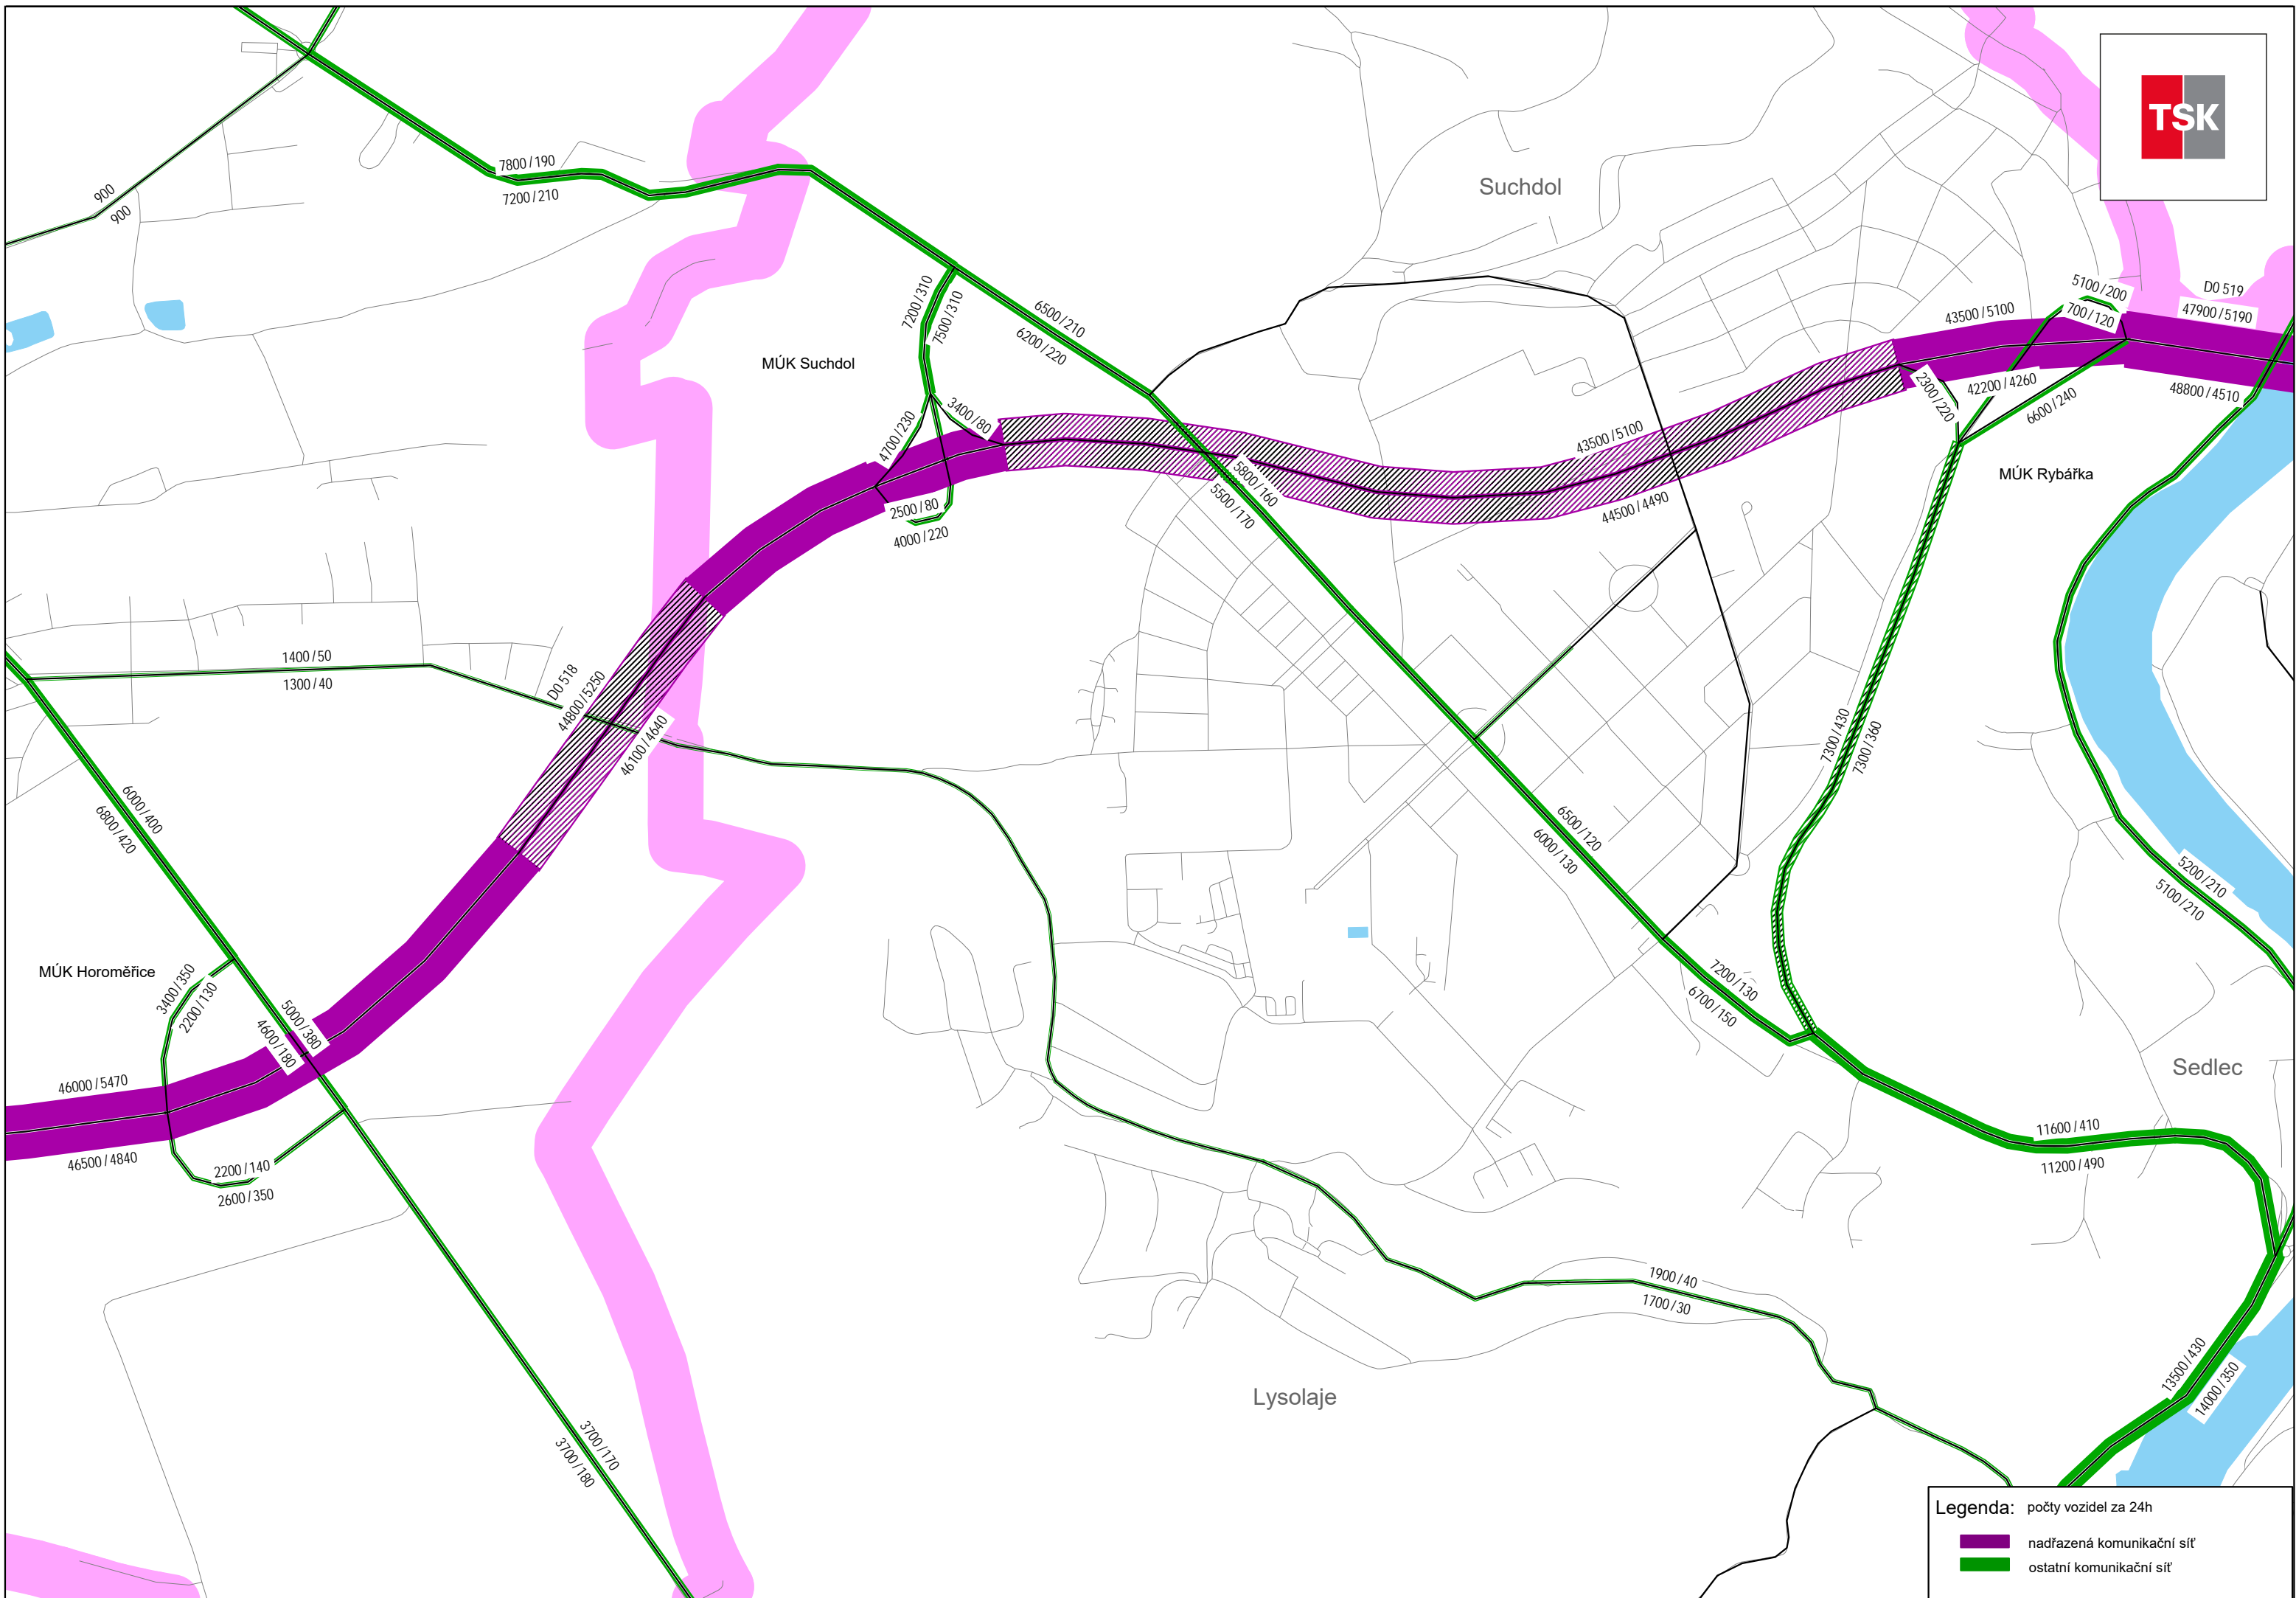 TSK
7800 / 190
7200 / 210
900
900
Suchdol
5100 / 200
700 / 120
D0 519
47900 / 5190
43500 / 5100
7200 / 310
7500 / 310
6500 / 210
6200 / 220
MÚK Suchdol
3400 / 80
4700 / 230
2300 / 220
42200 / 4260
6600 / 240
48800 / 4510
43500 / 5100
44500 / 4490
MÚK Rybářka
5800 / 160
5500 / 170
2500 / 80
4000 / 220
1400 / 50
1300 / 40
D0 518
44800 / 5250
46100 / 4640
7300 / 430
7300 / 360
6000 / 400
6800 / 420
6500 / 120
6000 / 130
5200 / 210
5100 / 210
MÚK Horoměřice
3400 / 350
2200 / 130
5000 / 380
4600 / 180
7200 / 130
6700 / 150
Sedlec
46000 / 5470
46500 / 4840
11600 / 410
11200 / 490
2200 / 140
2600 / 350
1900 / 40
1700 / 30
Lysolaje
13500 / 430
14000 / 350
3700 / 170
3700 / 180
Legenda: počty vozidel za 24h
nadřazená komunikační síť
ostatní komunikační síť